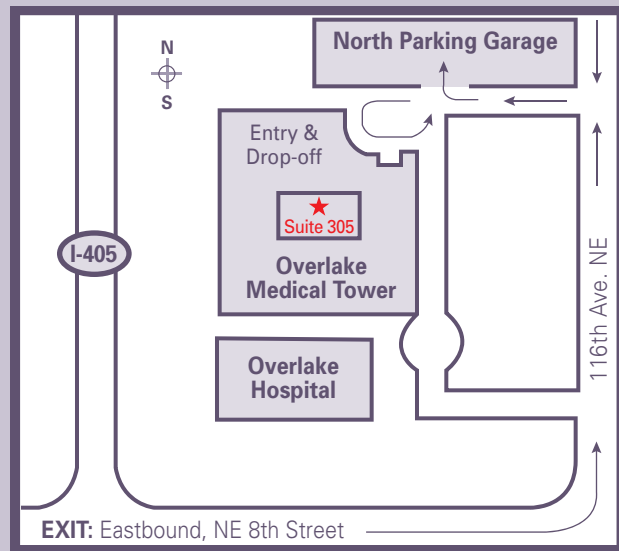 North Parking Garage
N
S
Entry &
Drop-off
Suite 305
I-405
Overlake
Medical Tower
116th Ave. NE
Overlake
Hospital
EXIT: Eastbound, NE 8th Street